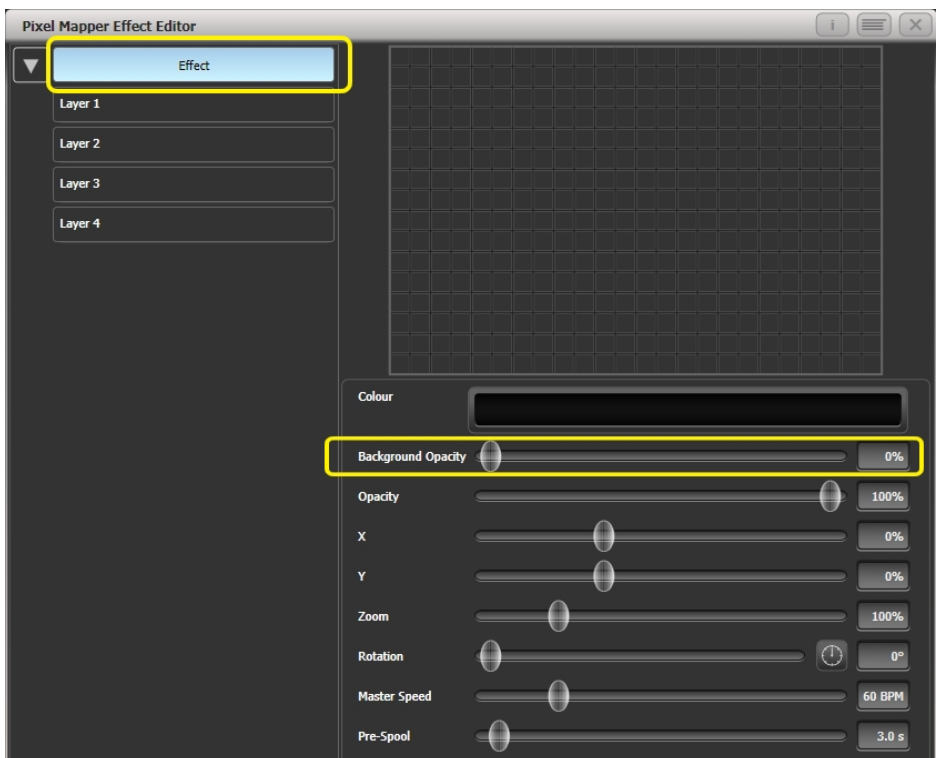 Pixel Mapper Effect Editor
i
Effect
Layer 1
Layer 2
Layer 3
Layer 4
Colour
Background Opacity 0%
Opacity 100%
X 0%
Y 0%
Zoom 100%
Rotation 0°
Master Speed 60 BPM
Pre-Spool 3.0 s